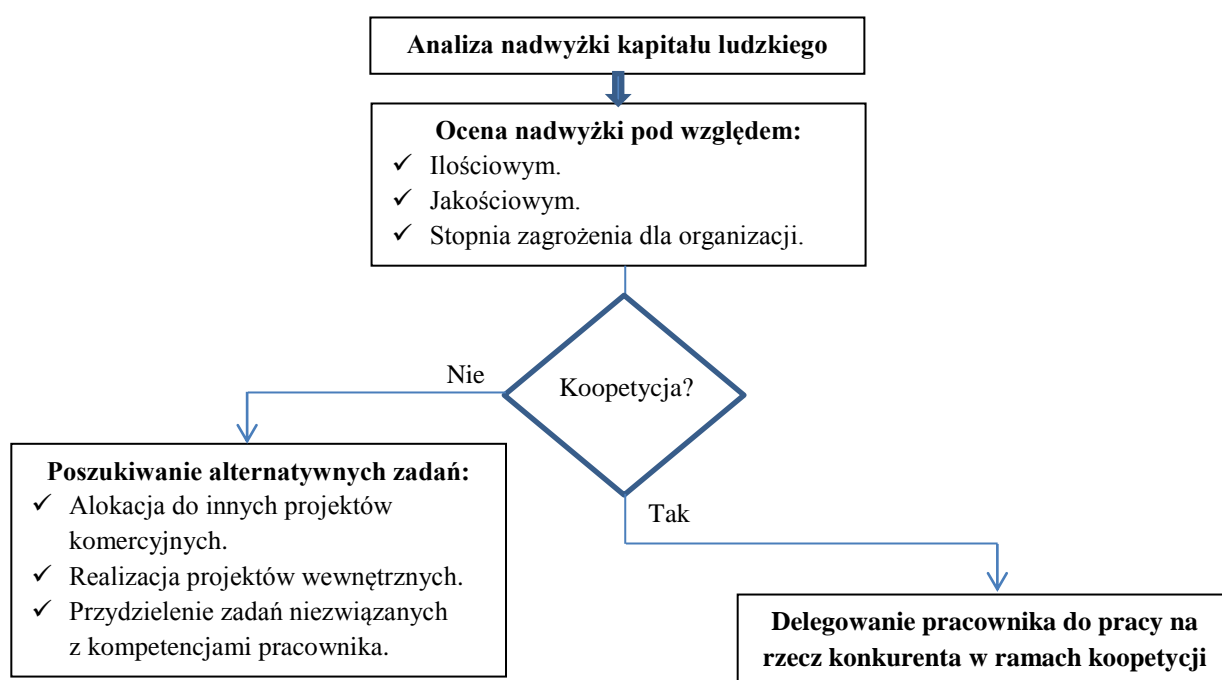 Analiza nadwyżki kapitału ludzkiego
Ocena nadwyżki pod względem:
✓ Ilościowym.
✓ Jakościowym.
✓ Stopnia zagrożenia dla organizacji.
Koopetycja?
Nie
Poszukiwanie alternatywnych zadań:
✓ Alokacja do innych projektów
komercyjnych.
✓ Realizacja projektów wewnętrznych.
✓ Przydzielenie zadań niezwiązanych
z kompetencjami pracownika.
Tak
Delegowanie pracownika do pracy na
rzecz konkurenta w ramach koopetycji